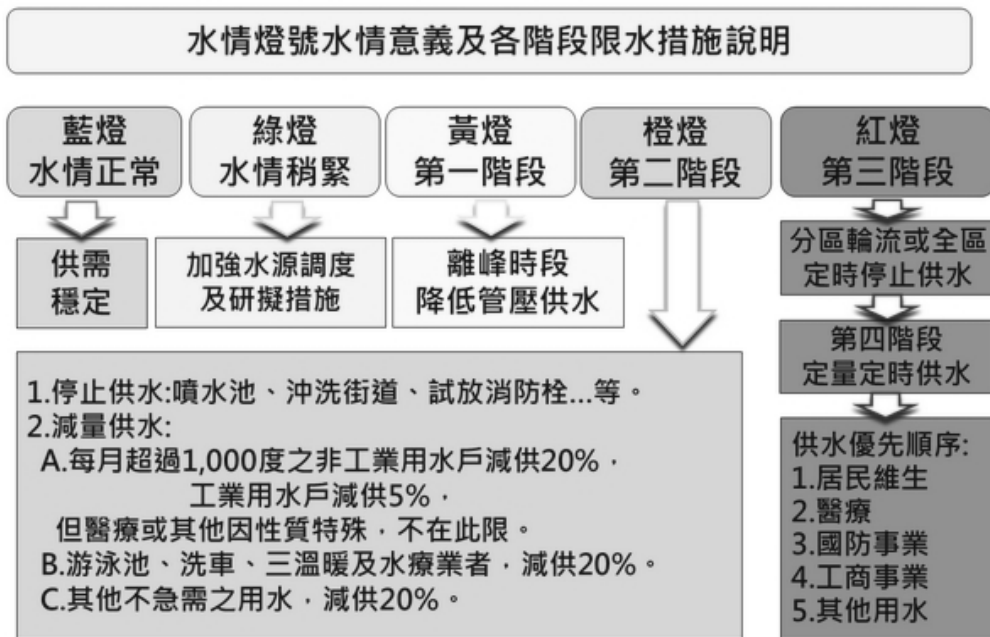 水情燈號水情意義及各階段限水措施說明
藍燈
水情正常
供需
穩定
綠燈
水情稍緊
加強水源調度
及研擬措施
黃燈
第一階段
離峰時段
降低管壓供水
橙燈
第二階段
1.停止供水:噴水池、沖洗街道、試放消防栓...等。
2.減量供水:
A.每月超過1,000度之非工業用水戶減供20%，
工業用水戶減供5%，
但醫療或其他因性質特殊，不在此限。
B.游泳池、洗車、三溫暖及水療業者，減供20%。
C.其他不急需之用水，減供20%。
紅燈
第三階段
分區輪流或全區
定時停止供水
第四階段
定量定時供水
供水優先順序:
1.居民維生
2.醫療
3.國防事業
4.工商事業
5.其他用水